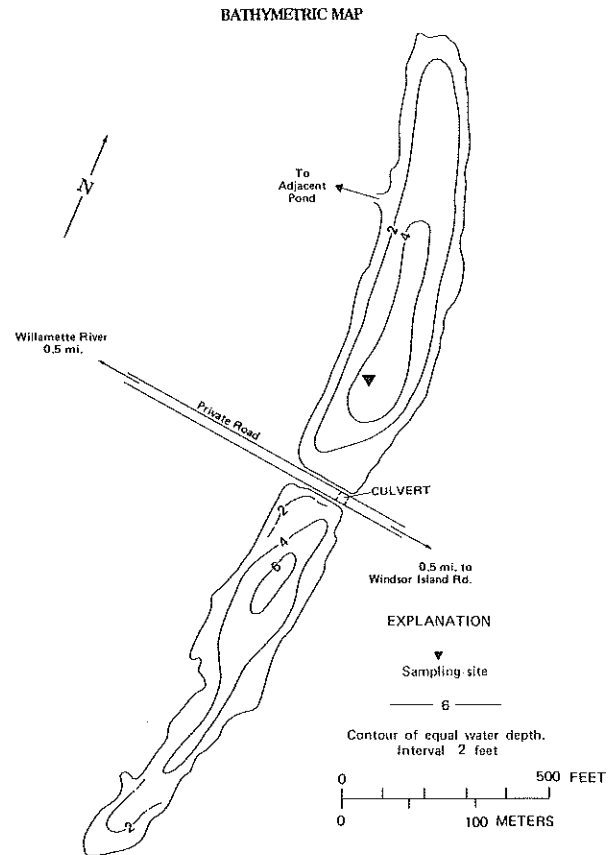 BATHYMETRIC MAP
To
Adjacent
Pond
N
2
4
Willamette River
0.5 mi.
Private Road
CULVERT
2
4
6
0.5 mi. to
Windsor Island Rd.
EXPLANATION
Sampling site
6
Contour of equal water depth.
Interval 2 feet
2
0 500 FEET
0 100 METERS